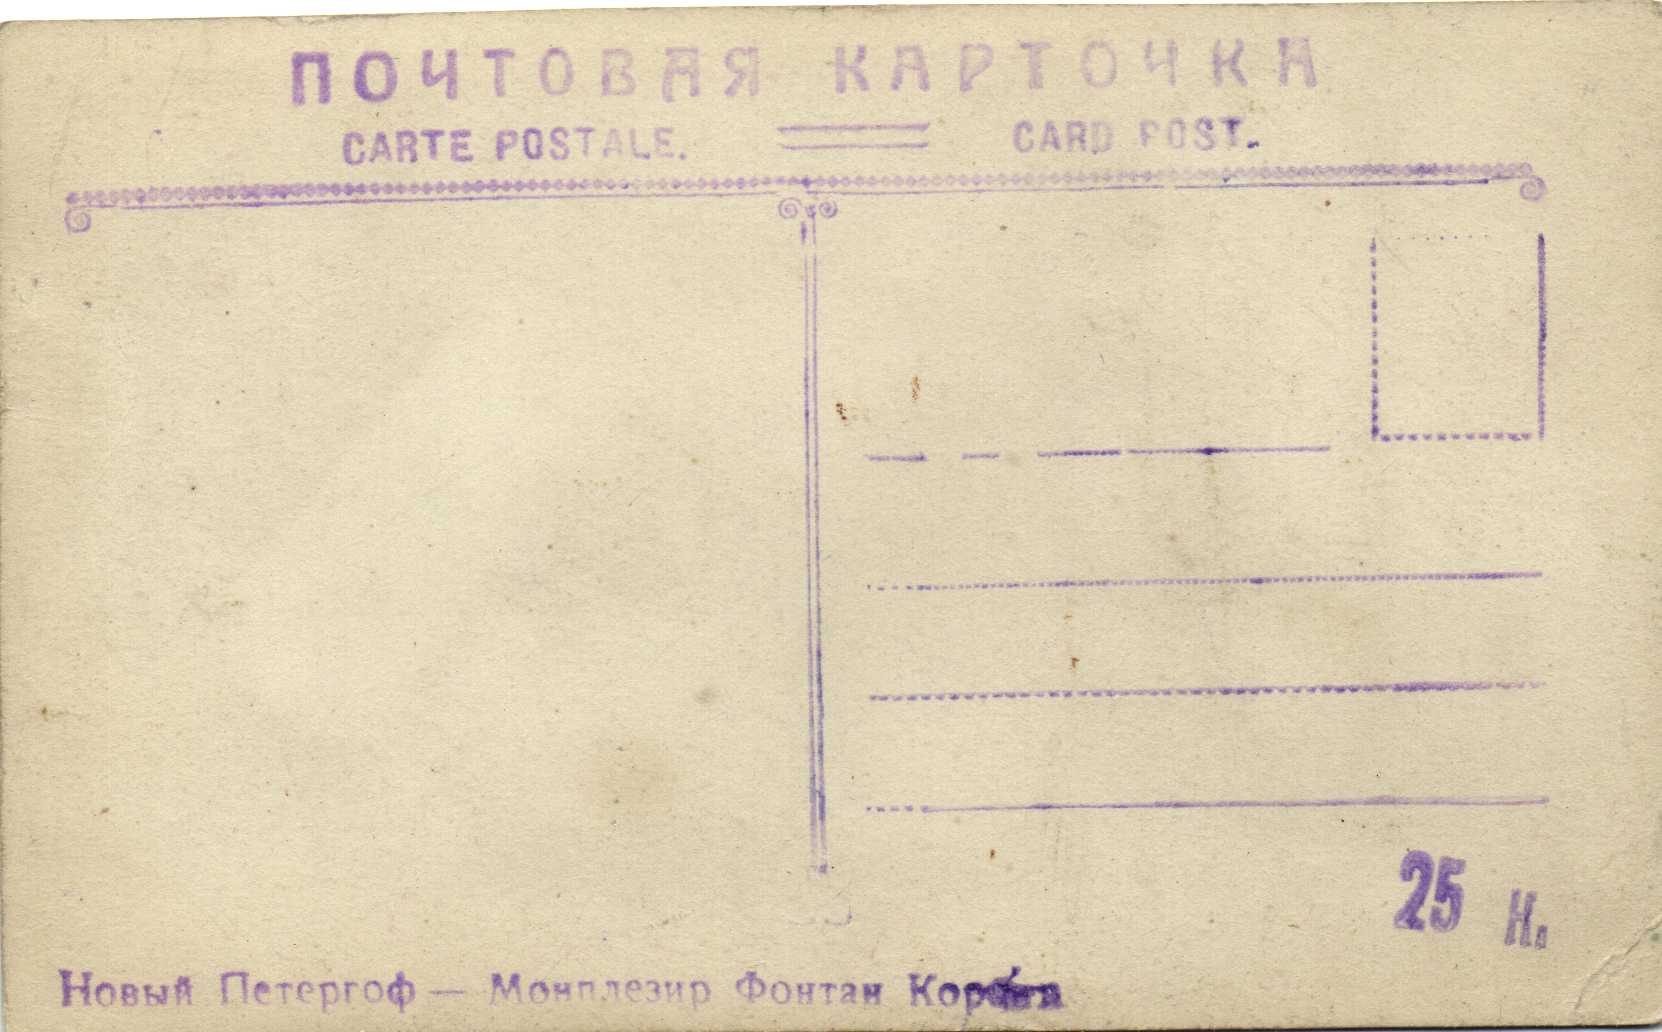 ПОЧТОВАЯ КАРТОЧКА
CARTE POSTALE. CARD POST.
25 Н.
Новый Петергоф — Монплезир Фонтан